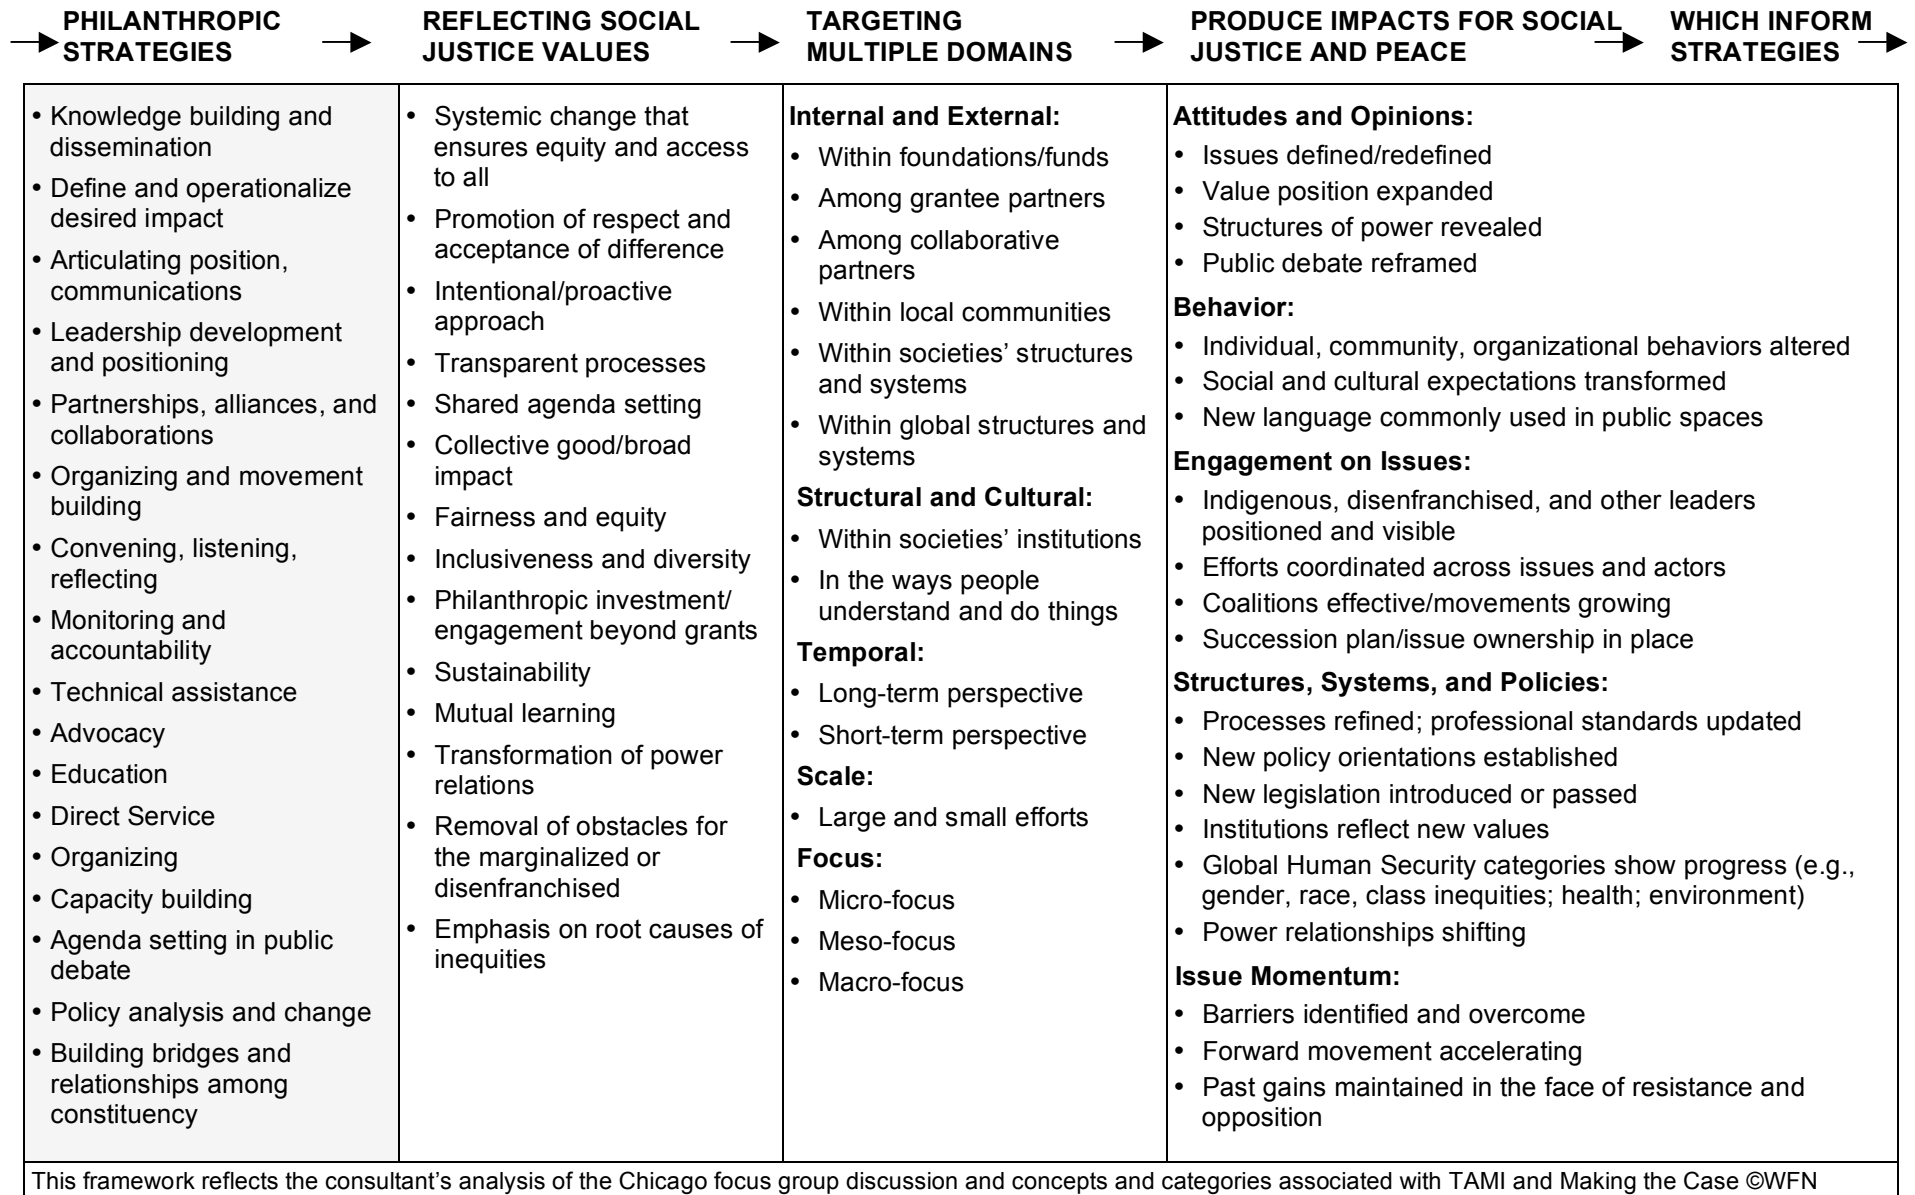 PHILANTHROPIC
STRATEGIES
REFLECTING SOCIAL
JUSTICE VALUES
TARGETING
MULTIPLE DOMAINS
PRODUCE IMPACTS FOR SOCIAL
JUSTICE AND PEACE
WHICH INFORM
STRATEGIES
• Knowledge building and
dissemination
• Define and operationalize
desired impact
• Articulating position,
communications
• Leadership development
and positioning
• Partnerships, alliances, and
collaborations
• Organizing and movement
building
• Convening, listening,
reflecting
• Monitoring and
accountability
• Technical assistance
• Advocacy
• Education
• Direct Service
• Organizing
• Capacity building
• Agenda setting in public
debate
• Policy analysis and change
• Building bridges and
relationships among
constituency
• Systemic change that
ensures equity and access
to all
• Promotion of respect and
acceptance of difference
• Intentional/proactive
approach
• Transparent processes
• Shared agenda setting
• Collective good/broad
impact
• Fairness and equity
• Inclusiveness and diversity
• Philanthropic investment/
engagement beyond grants
• Sustainability
• Mutual learning
• Transformation of power
relations
• Removal of obstacles for
the marginalized or
disenfranchised
• Emphasis on root causes of
inequities
Internal and External:
• Within foundations/funds
• Among grantee partners
• Among collaborative
partners
• Within local communities
• Within societies’ structures
and systems
• Within global structures and
systems
Structural and Cultural:
• Within societies’ institutions
• In the ways people
understand and do things
Temporal:
• Long-term perspective
• Short-term perspective
Scale:
• Large and small efforts
Focus:
• Micro-focus
• Meso-focus
• Macro-focus
Attitudes and Opinions:
• Issues defined/redefined
• Value position expanded
• Structures of power revealed
• Public debate reframed
Behavior:
• Individual, community, organizational behaviors altered
• Social and cultural expectations transformed
• New language commonly used in public spaces
Engagement on Issues:
• Indigenous, disenfranchised, and other leaders
positioned and visible
• Efforts coordinated across issues and actors
• Coalitions effective/movements growing
• Succession plan/issue ownership in place
Structures, Systems, and Policies:
• Processes refined; professional standards updated
• New policy orientations established
• New legislation introduced or passed
• Institutions reflect new values
• Global Human Security categories show progress (e.g.,
gender, race, class inequities; health; environment)
• Power relationships shifting
Issue Momentum:
• Barriers identified and overcome
• Forward movement accelerating
• Past gains maintained in the face of resistance and
opposition
This framework reflects the consultant’s analysis of the Chicago focus group discussion and concepts and categories associated with TAMI and Making the Case ©WFN